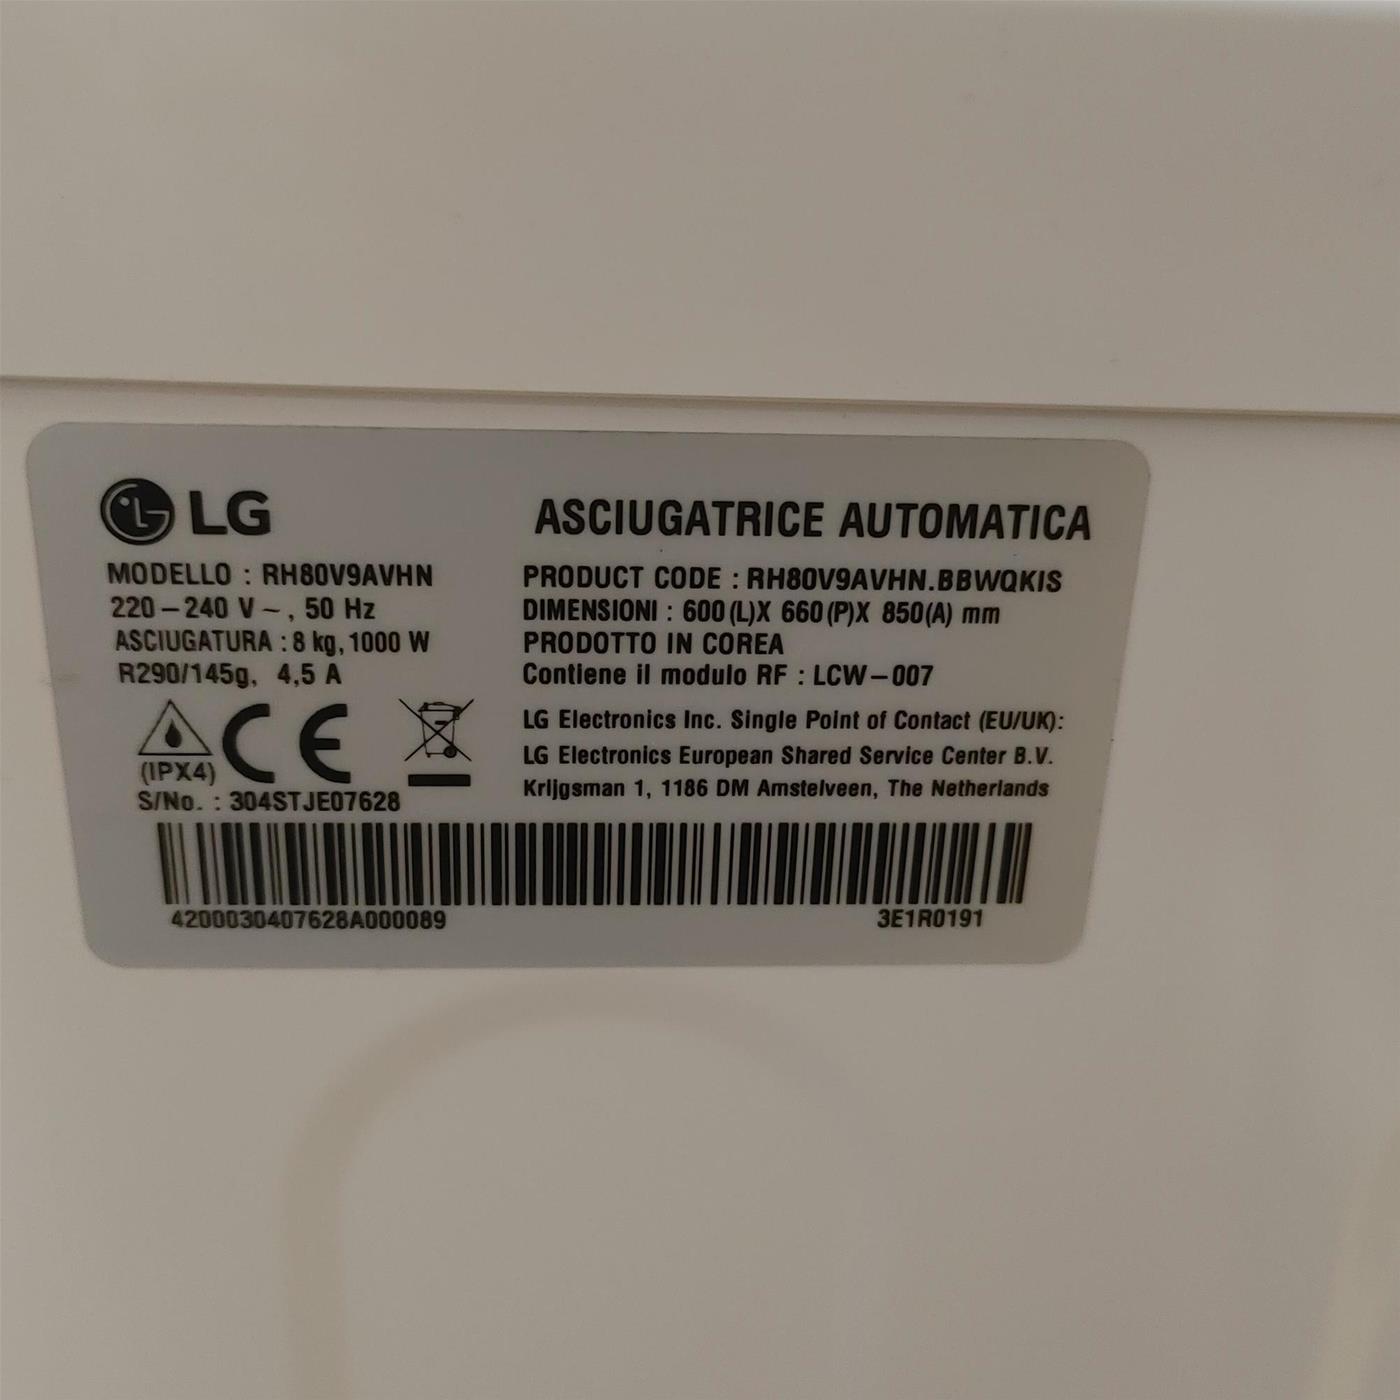 LG
ASCIUGATRICE AUTOMATICA
MODELLO : RH80V9AVHN
220-240 V~, 50 Hz
ASCIUGATURA : 8 kg, 1000 W
R290/145g, 4,5 A
(IPX4)
CE
S/No. : 304STJE07628
PRODUCT CODE : RH80V9AVHN.BBWQKIS
DIMENSIONI : 600 (L)X 660 (P)X 850(A) mm
PRODOTTO IN COREA
Contiene il modulo RF : LCW-007
LG Electronics Inc. Single Point of Contact (EU/UK):
LG Electronics European Shared Service Center B.V.
Krijgsman 1, 1186 DM Amstelveen, The Netherlands
4200030407628A000089
3E1R0191